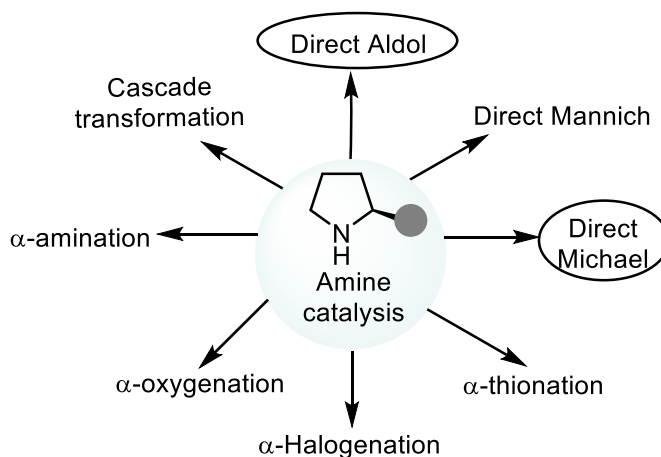 Direct Aldol
Cascade
transformation
Direct Mannich
N
H
α-amination
Direct
Michael
Amine
catalysis
α-oxygenation
α-thionation
α-Halogenation